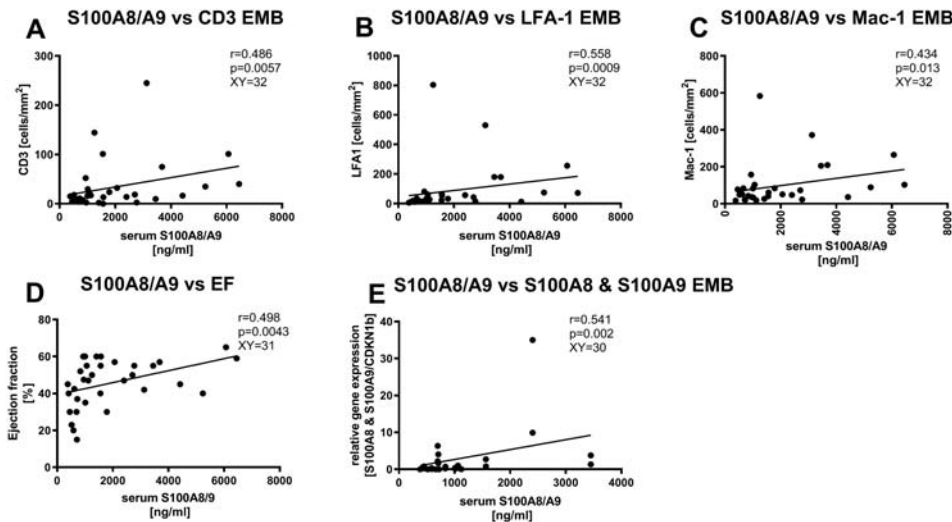 A
S100A8/A9 vs CD3 EMB
r=0.486
p=0.0057
XY=32
CD3 [cells/mm²]
300
200
100
0
0 2000 4000 6000 8000
serum S100A8/A9
[ng/ml]
B
S100A8/A9 vs LFA-1 EMB
r=0.558
p=0.0009
XY=32
LFA1 [cells/mm²]
1000
800
600
400
200
0
0 2000 4000 6000 8000
serum S100A8/A9
[ng/ml]
C
S100A8/A9 vs Mac-1 EMB
r=0.434
p=0.013
XY=32
Mac-1 [cells/mm²]
800
600
400
200
0
0 2000 4000 6000 8000
serum S100A8/A9
[ng/ml]
D
S100A8/A9 vs EF
r=0.498
p=0.0043
XY=31
Ejection fraction
[%]
80
60
40
20
0
0 2000 4000 6000 8000
serum S100A8/9
[ng/ml]
E
S100A8/A9 vs S100A8 & S100A9 EMB
r=0.541
p=0.002
XY=30
relative gene expression
[S100A8 & S100A9/CDKN1b]
40
30
20
10
0
0 1000 2000 3000 4000
serum S100A8/A9
[ng/ml]